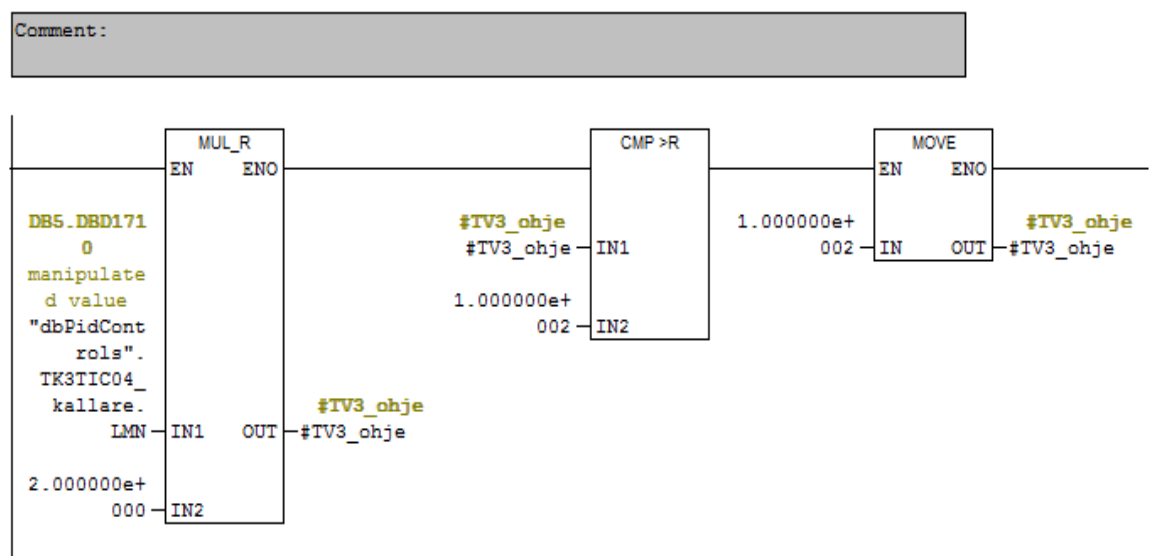 Comment:
MUL_R
EN ENO
DB5.DBD171
0
manipulate
d value
"dbPidCont
rols".
TK3TIC04_
kallare.
LMN IN1 OUT #TV3_ohje
#TV3_ohje
2.000000e+
000 IN2
CMP >R
#TV3_ohje
#TV3_ohje IN1
1.000000e+
002 IN2
MOVE
EN ENO
1.000000e+
002 IN OUT #TV3_ohje
#TV3_ohje